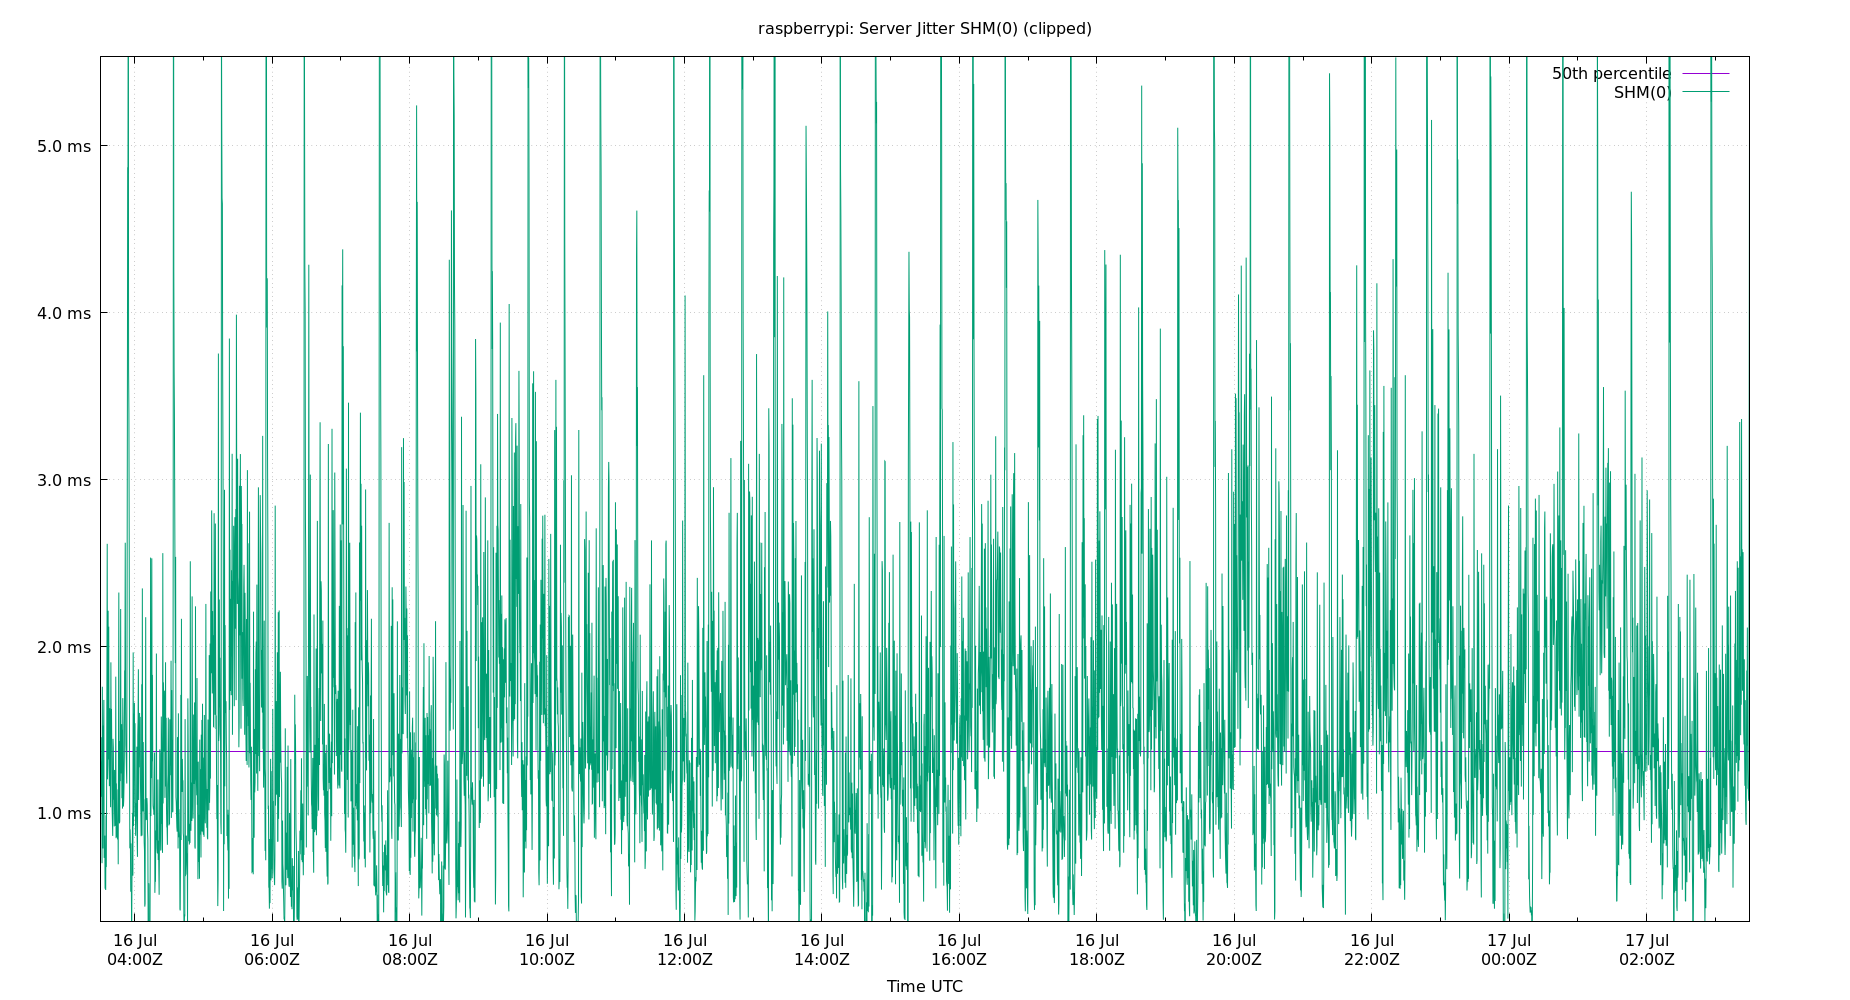 raspberrypi: Server Jitter SHM(0) (clipped)
50th percentile
SHM(0)
5.0 ms
4.0 ms
3.0 ms
2.0 ms
1.0 ms
16 Jul 16 Jul 16 Jul 16 Jul 16 Jul 16 Jul 16 Jul 16 Jul 16 Jul 16 Jul 17 Jul 17 Jul
04:00Z 06:00Z 08:00Z 10:00Z 12:00Z 14:00Z 16:00Z 18:00Z 20:00Z 22:00Z 00:00Z 02:00Z
Time UTC